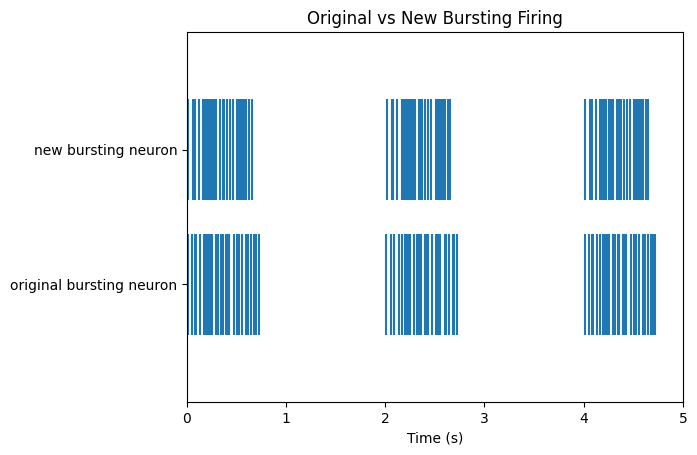 Original vs New Bursting Firing
new bursting neuron
original bursting neuron
0 1 2 3 4 5
Time (s)